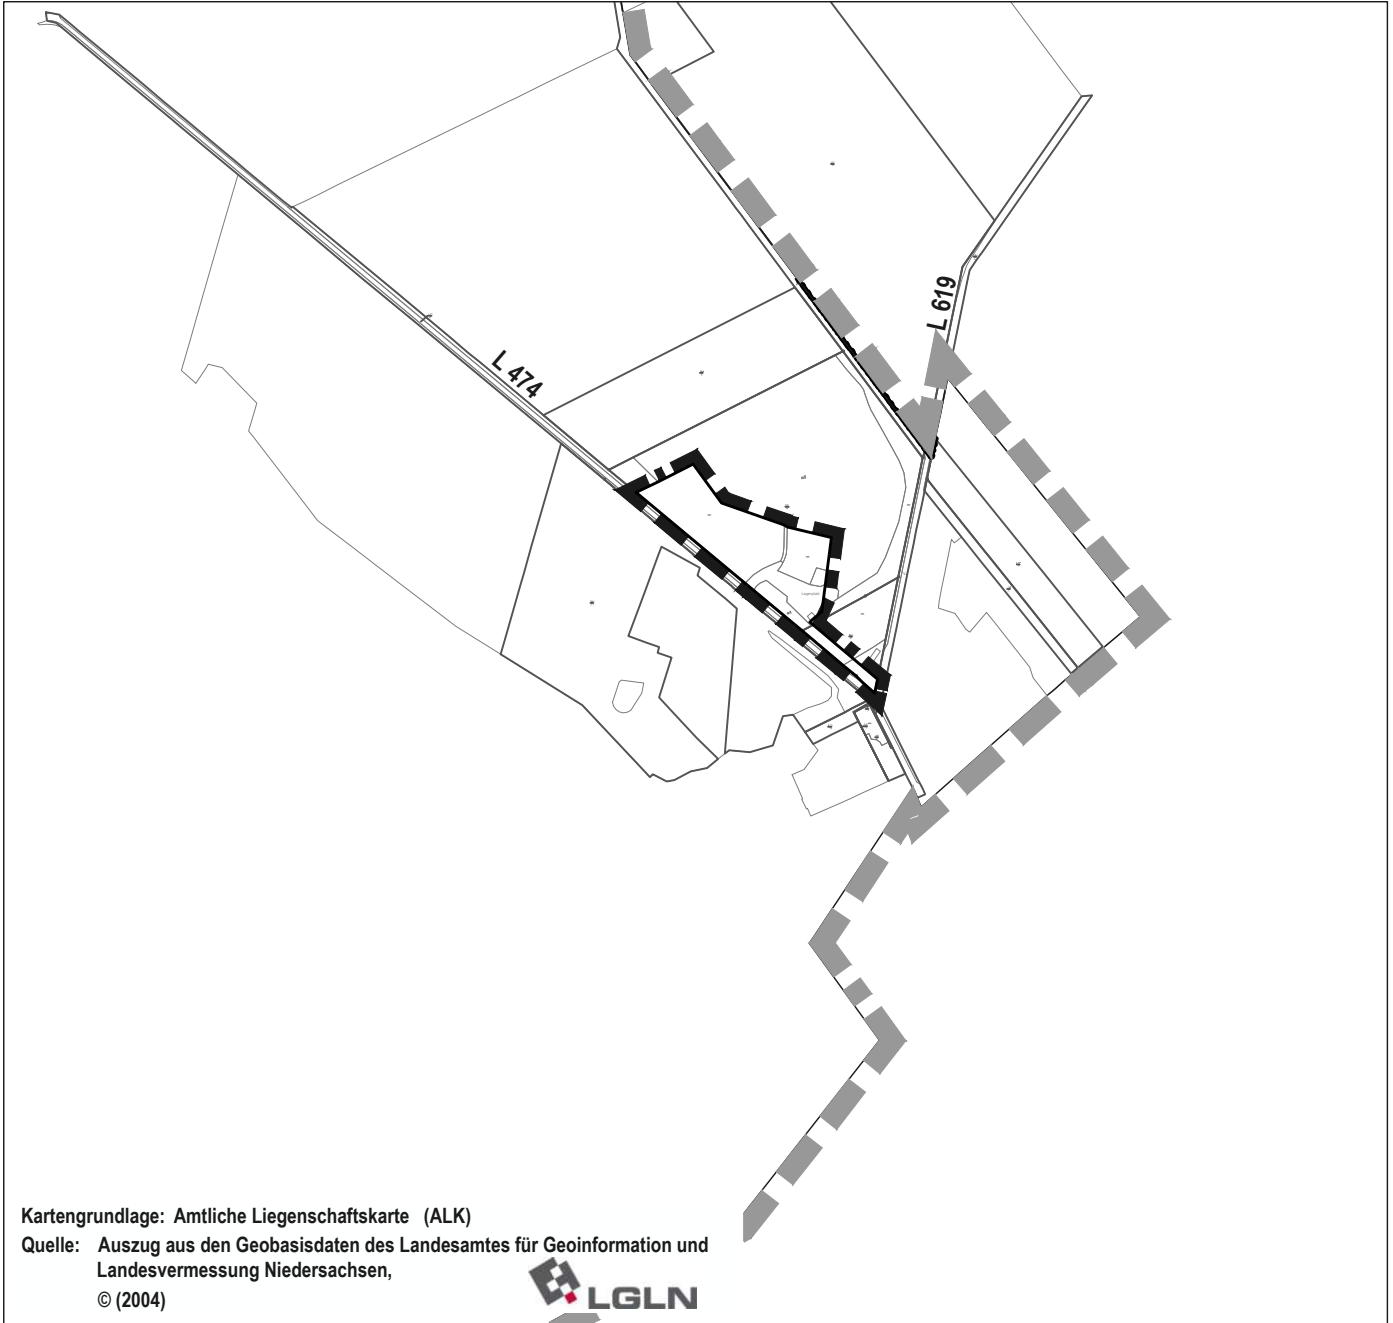 L 619
L 474
Kartengrundlage: Amtliche Liegenschaftskarte (ALK)
Quelle: Auszug aus den Geobasisdaten des Landesamtes für Geoinformation und
Landesvermessung Niedersachsen,
© (2004)
LGLN